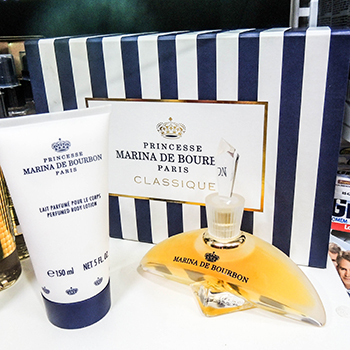 PRINCESSE
MARINA DE BOURBON
PARIS
CLASSIQUE
PRINCESSE
MARINA DE BOURBON
PARIS
LAIT PARFUMÉ POUR LE CORPS
PERFUMED BODY LOTION
e 150 ml NET 5 FL. OZ.
MARINA DE BOURBON